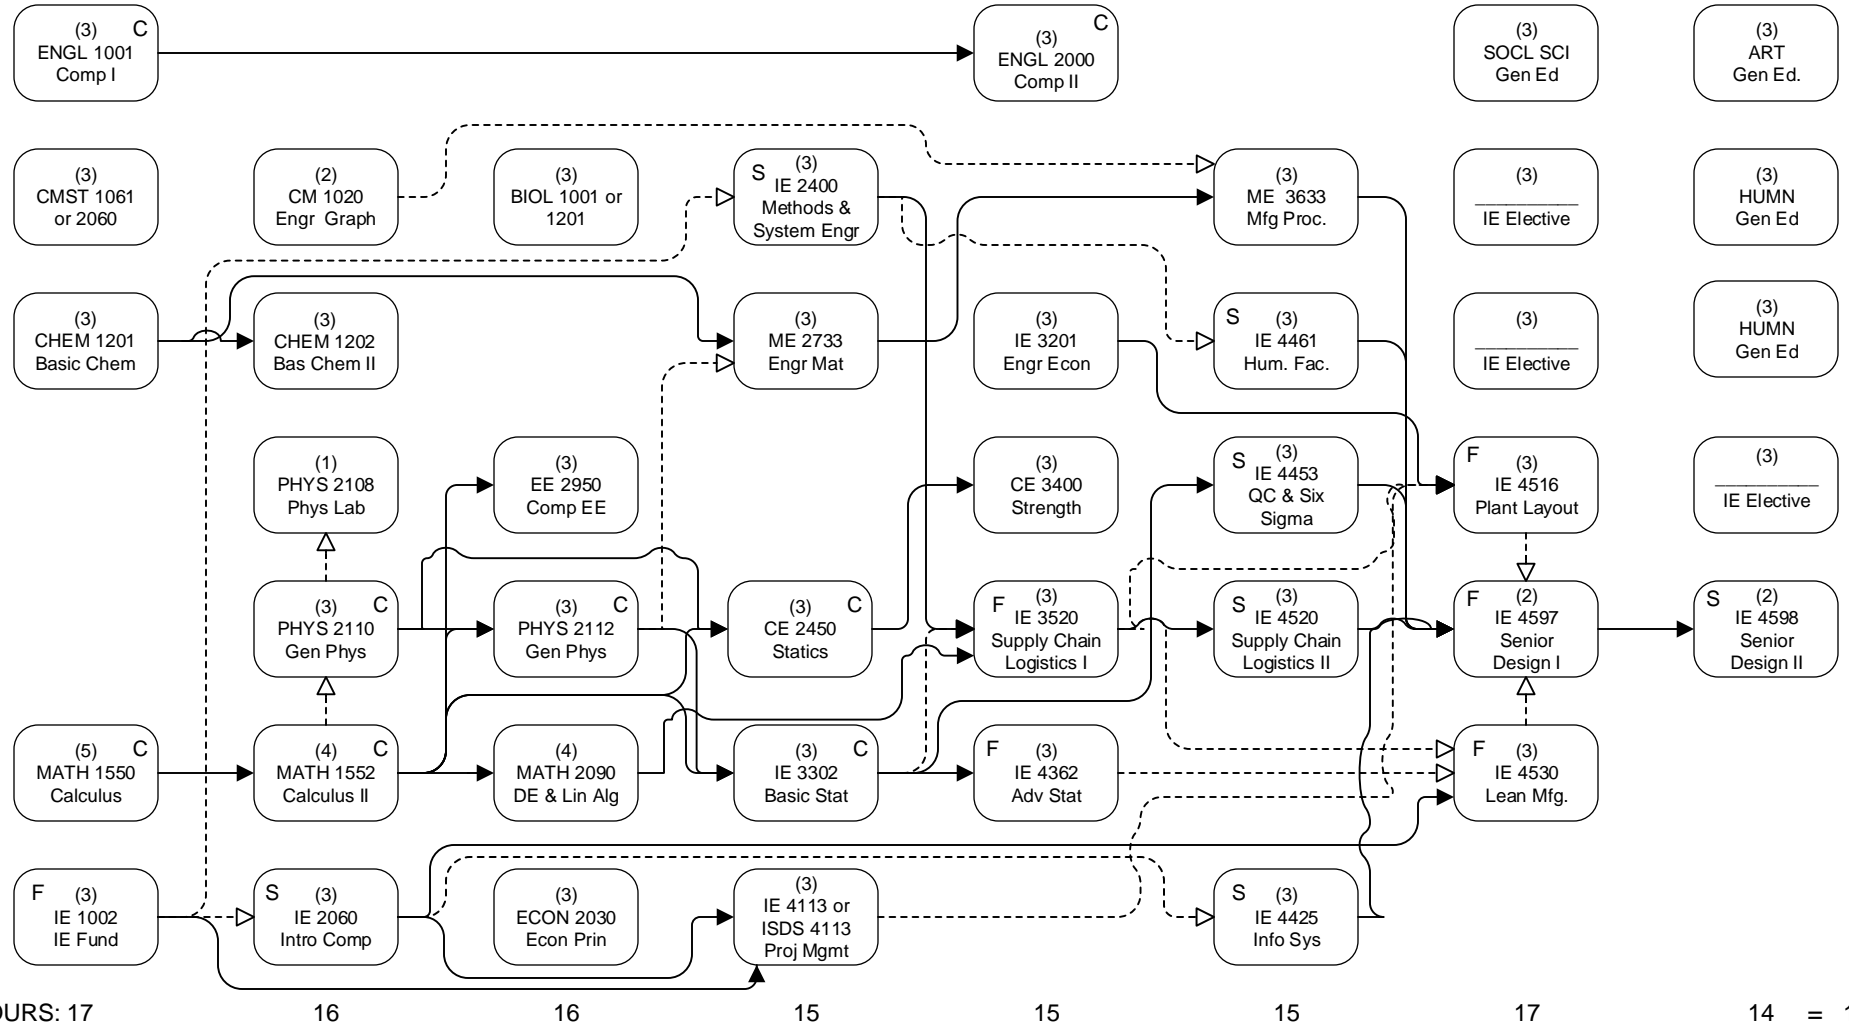 (3) C
ENGL 1001
Comp I
(3) C
ENGL 2000
Comp II
(3)
SOCL SCI
Gen Ed
(3)
ART
Gen Ed.
(3)
CMST 1061
or 2060
(2)
CM 1020
Engr Graph
(3)
BIOL 1001 or
1201
S (3)
IE 2400
Methods &
System Engr
(3)
ME 3633
Mfg Proc.
(3)
__________
IE Elective
(3)
HUMN
Gen Ed
(3)
CHEM 1201
Basic Chem
(3)
CHEM 1202
Bas Chem II
(3)
ME 2733
Engr Mat
(3)
IE 3201
Engr Econ
S (3)
IE 4461
Hum. Fac.
(3)
__________
IE Elective
(3)
HUMN
Gen Ed
(1)
PHYS 2108
Phys Lab
(3)
EE 2950
Comp EE
(3)
CE 3400
Strength
S (3)
IE 4453
QC & Six
Sigma
F (3)
IE 4516
Plant Layout
(3)
__________
IE Elective
(3) C
PHYS 2110
Gen Phys
(3) C
PHYS 2112
Gen Phys
(3) C
CE 2450
Statics
F (3)
IE 3520
Supply Chain
Logistics I
S (3)
IE 4520
Supply Chain
Logistics II
F (2)
IE 4597
Senior
Design I
S (2)
IE 4598
Senior
Design II
(5) C
MATH 1550
Calculus
(4) C
MATH 1552
Calculus II
(4)
MATH 2090
DE & Lin Alg
(3) C
IE 3302
Basic Stat
F (3)
IE 4362
Adv Stat
F (3)
IE 4530
Lean Mfg.
F (3)
IE 1002
IE Fund
S (3)
IE 2060
Intro Comp
(3)
ECON 2030
Econ Prin
(3)
IE 4113 or
ISDS 4113
Proj Mgmt
S (3)
IE 4425
Info Sys
OURS: 17 16 16 15 15 15 17 14 =